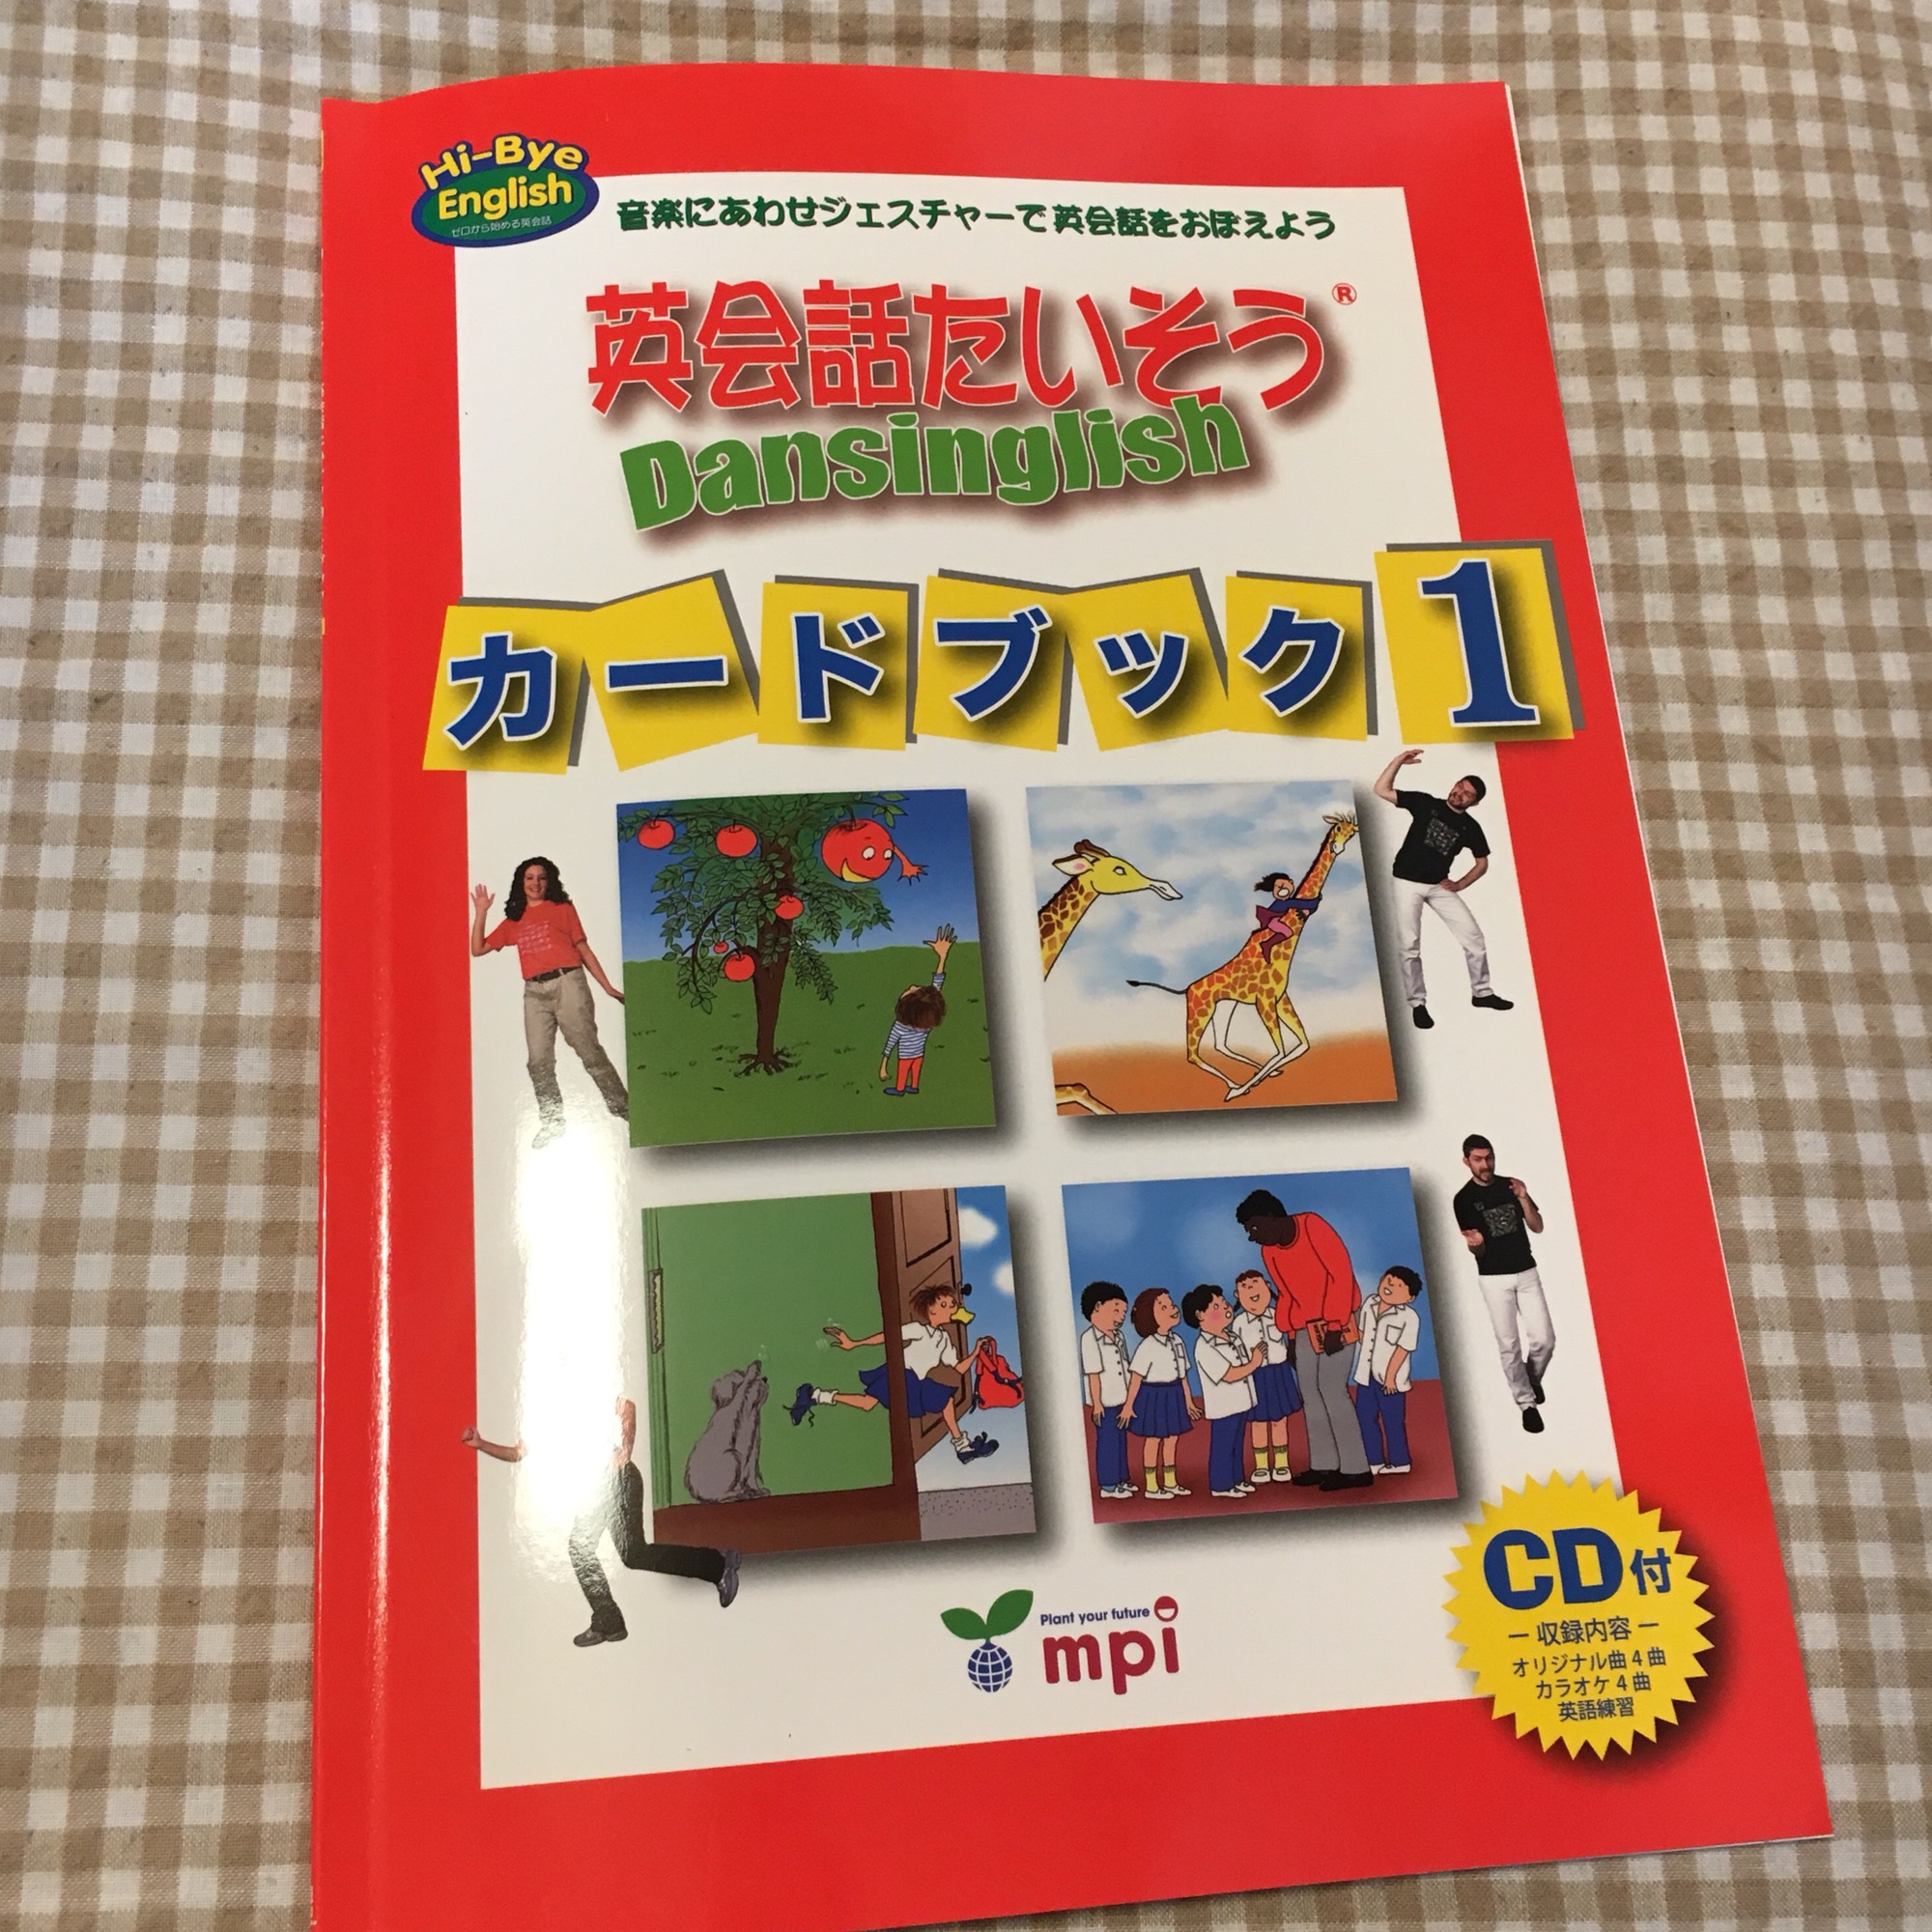 Hi-Bye
English
ゼロから始める英会話
音楽にあわせジェスチャーで英会話をおぼえよう
英会話たいそう®
Dansinglish
カードブック1
Plant your future
mpi
CD付
ー収録内容ー
オリジナル曲4曲
カラオケ4曲
英語練習